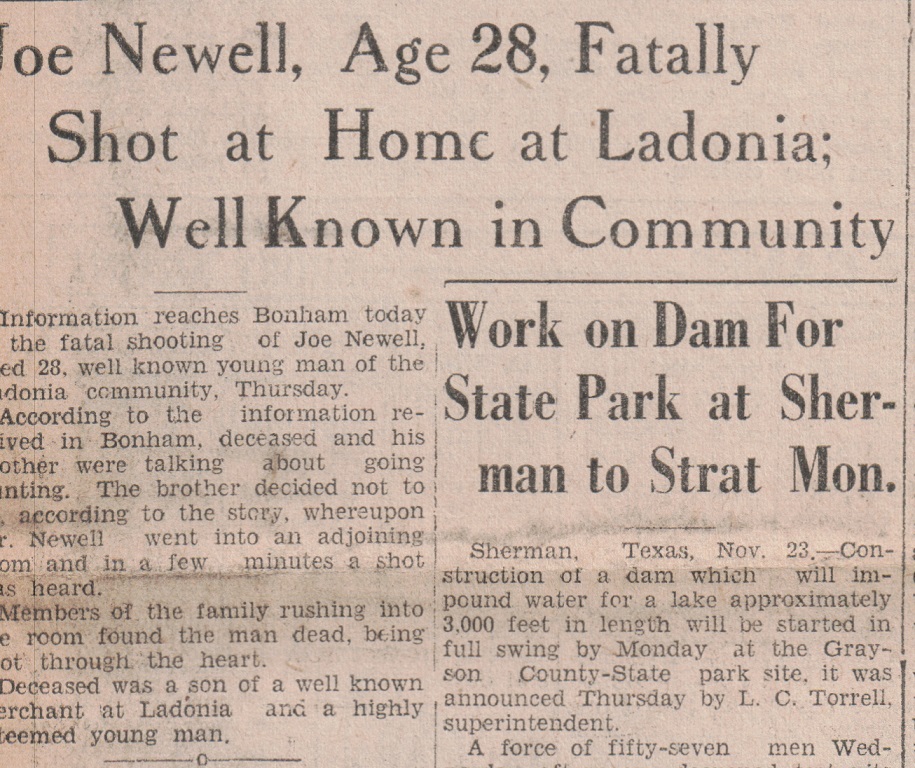 Joe Newell, Age 28, Fatally
Shot at Home at Ladonia;
Well Known in Community
Information reaches Bonham today
the fatal shooting of Joe Newell,
ed 28, well known young man of the
donia community, Thursday.
According to the information re-
ived in Bonham, deceased and his
other were talking about going
nting. The brother decided not to
, according to the story, whereupon
r. Newell went into an adjoining
om and in a few minutes a shot
as heard.
Members of the family rushing into
e room found the man dead, being
ot through the heart.
Deceased was a son of a well known
erchant at Ladonia and a highly
teemed young man.
Work on Dam For
State Park at Sher-
man to Strat Mon.
Sherman, Texas, Nov. 23.—Con-
struction of a dam which will im-
pound water for a lake approximately
3,000 feet in length will be started in
full swing by Monday at the Gray-
son County-State park site, it was
announced Thursday by L. C. Torrell,
superintendent.
A force of fifty-seven men Wed-